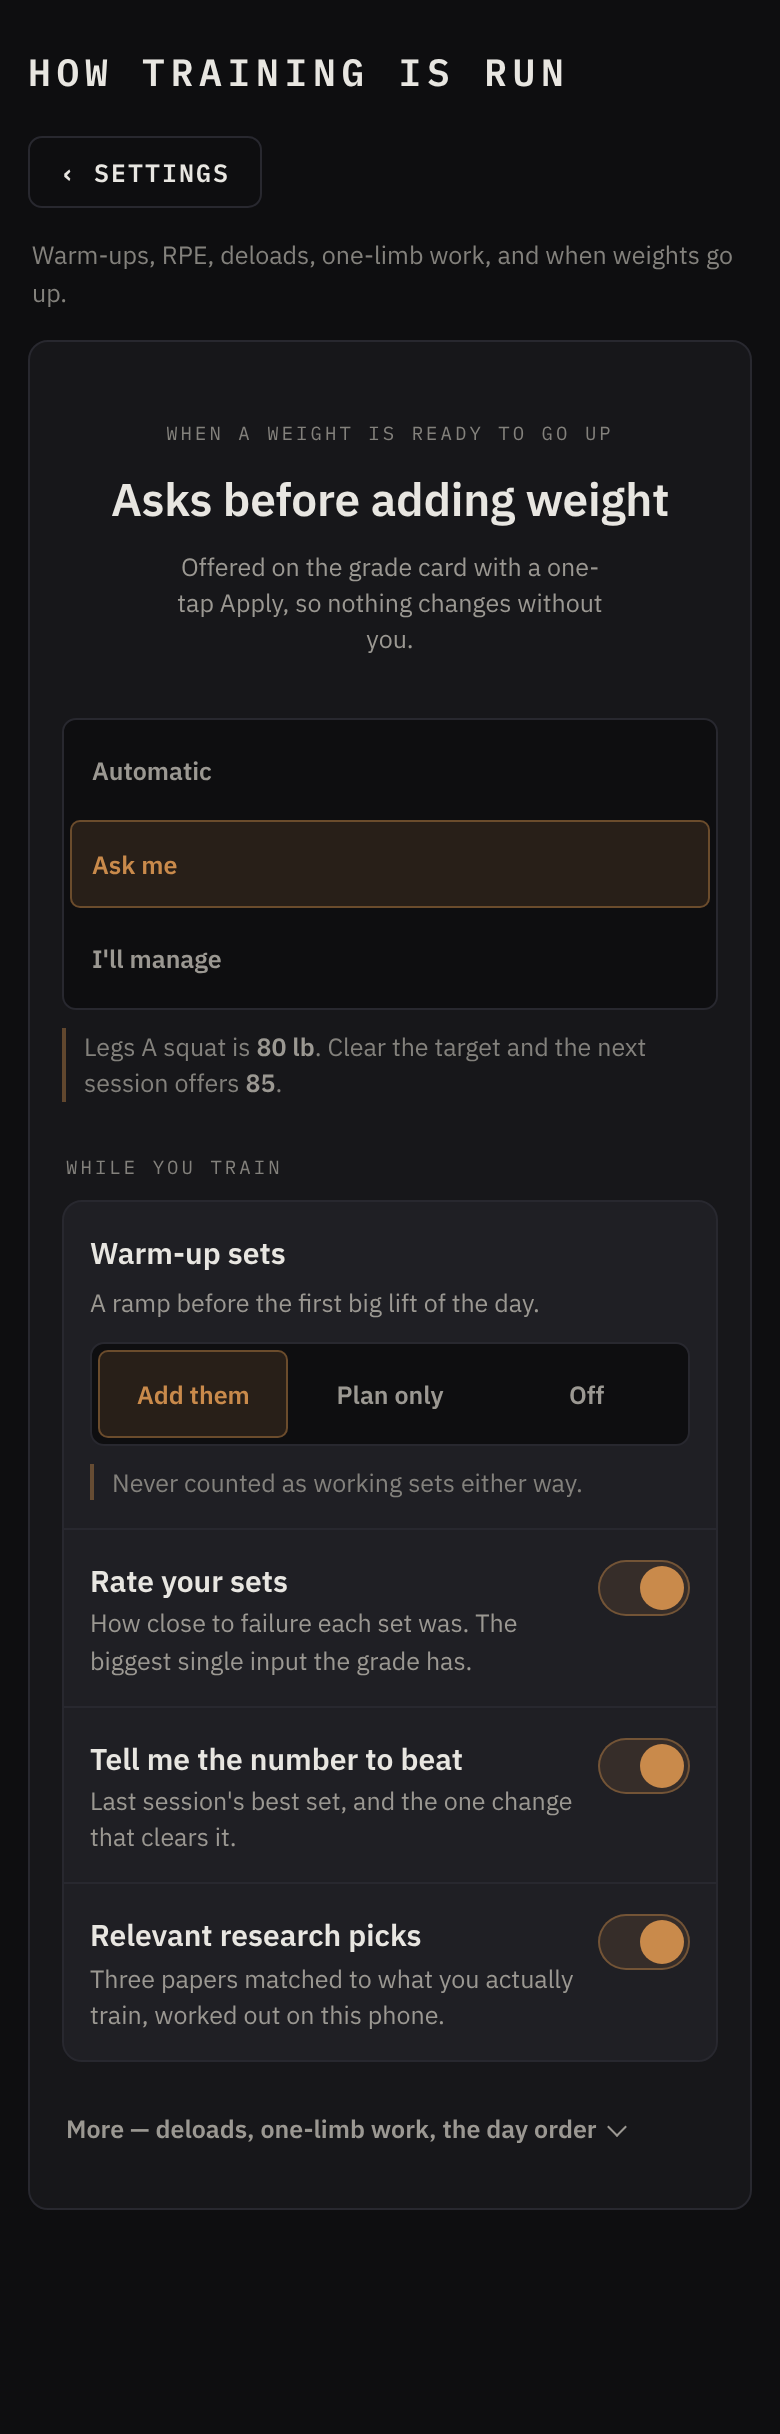 HOW TRAINING IS RUN
‹ SETTINGS
Warm-ups, RPE, deloads, one-limb work, and when weights go
up.
WHEN A WEIGHT IS READY TO GO UP
Asks before adding weight
Offered on the grade card with a one-
tap Apply, so nothing changes without
you.
Automatic
Ask me
I'll manage
Legs A squat is 80 lb. Clear the target and the next
session offers 85.
WHILE YOU TRAIN
Warm-up sets
A ramp before the first big lift of the day.
Add them
Plan only
Off
Never counted as working sets either way.
Rate your sets
How close to failure each set was. The
biggest single input the grade has.
Tell me the number to beat
Last session's best set, and the one change
that clears it.
Relevant research picks
Three papers matched to what you actually
train, worked out on this phone.
More — deloads, one-limb work, the day order